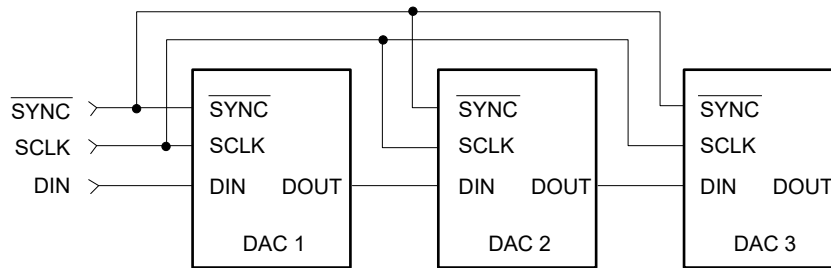 SYNC
SCLK
DIN
SYNC
SCLK
DIN DOUT
DAC 1
SYNC
SCLK
DIN DOUT
DAC 2
SYNC
SCLK
DIN DOUT
DAC 3